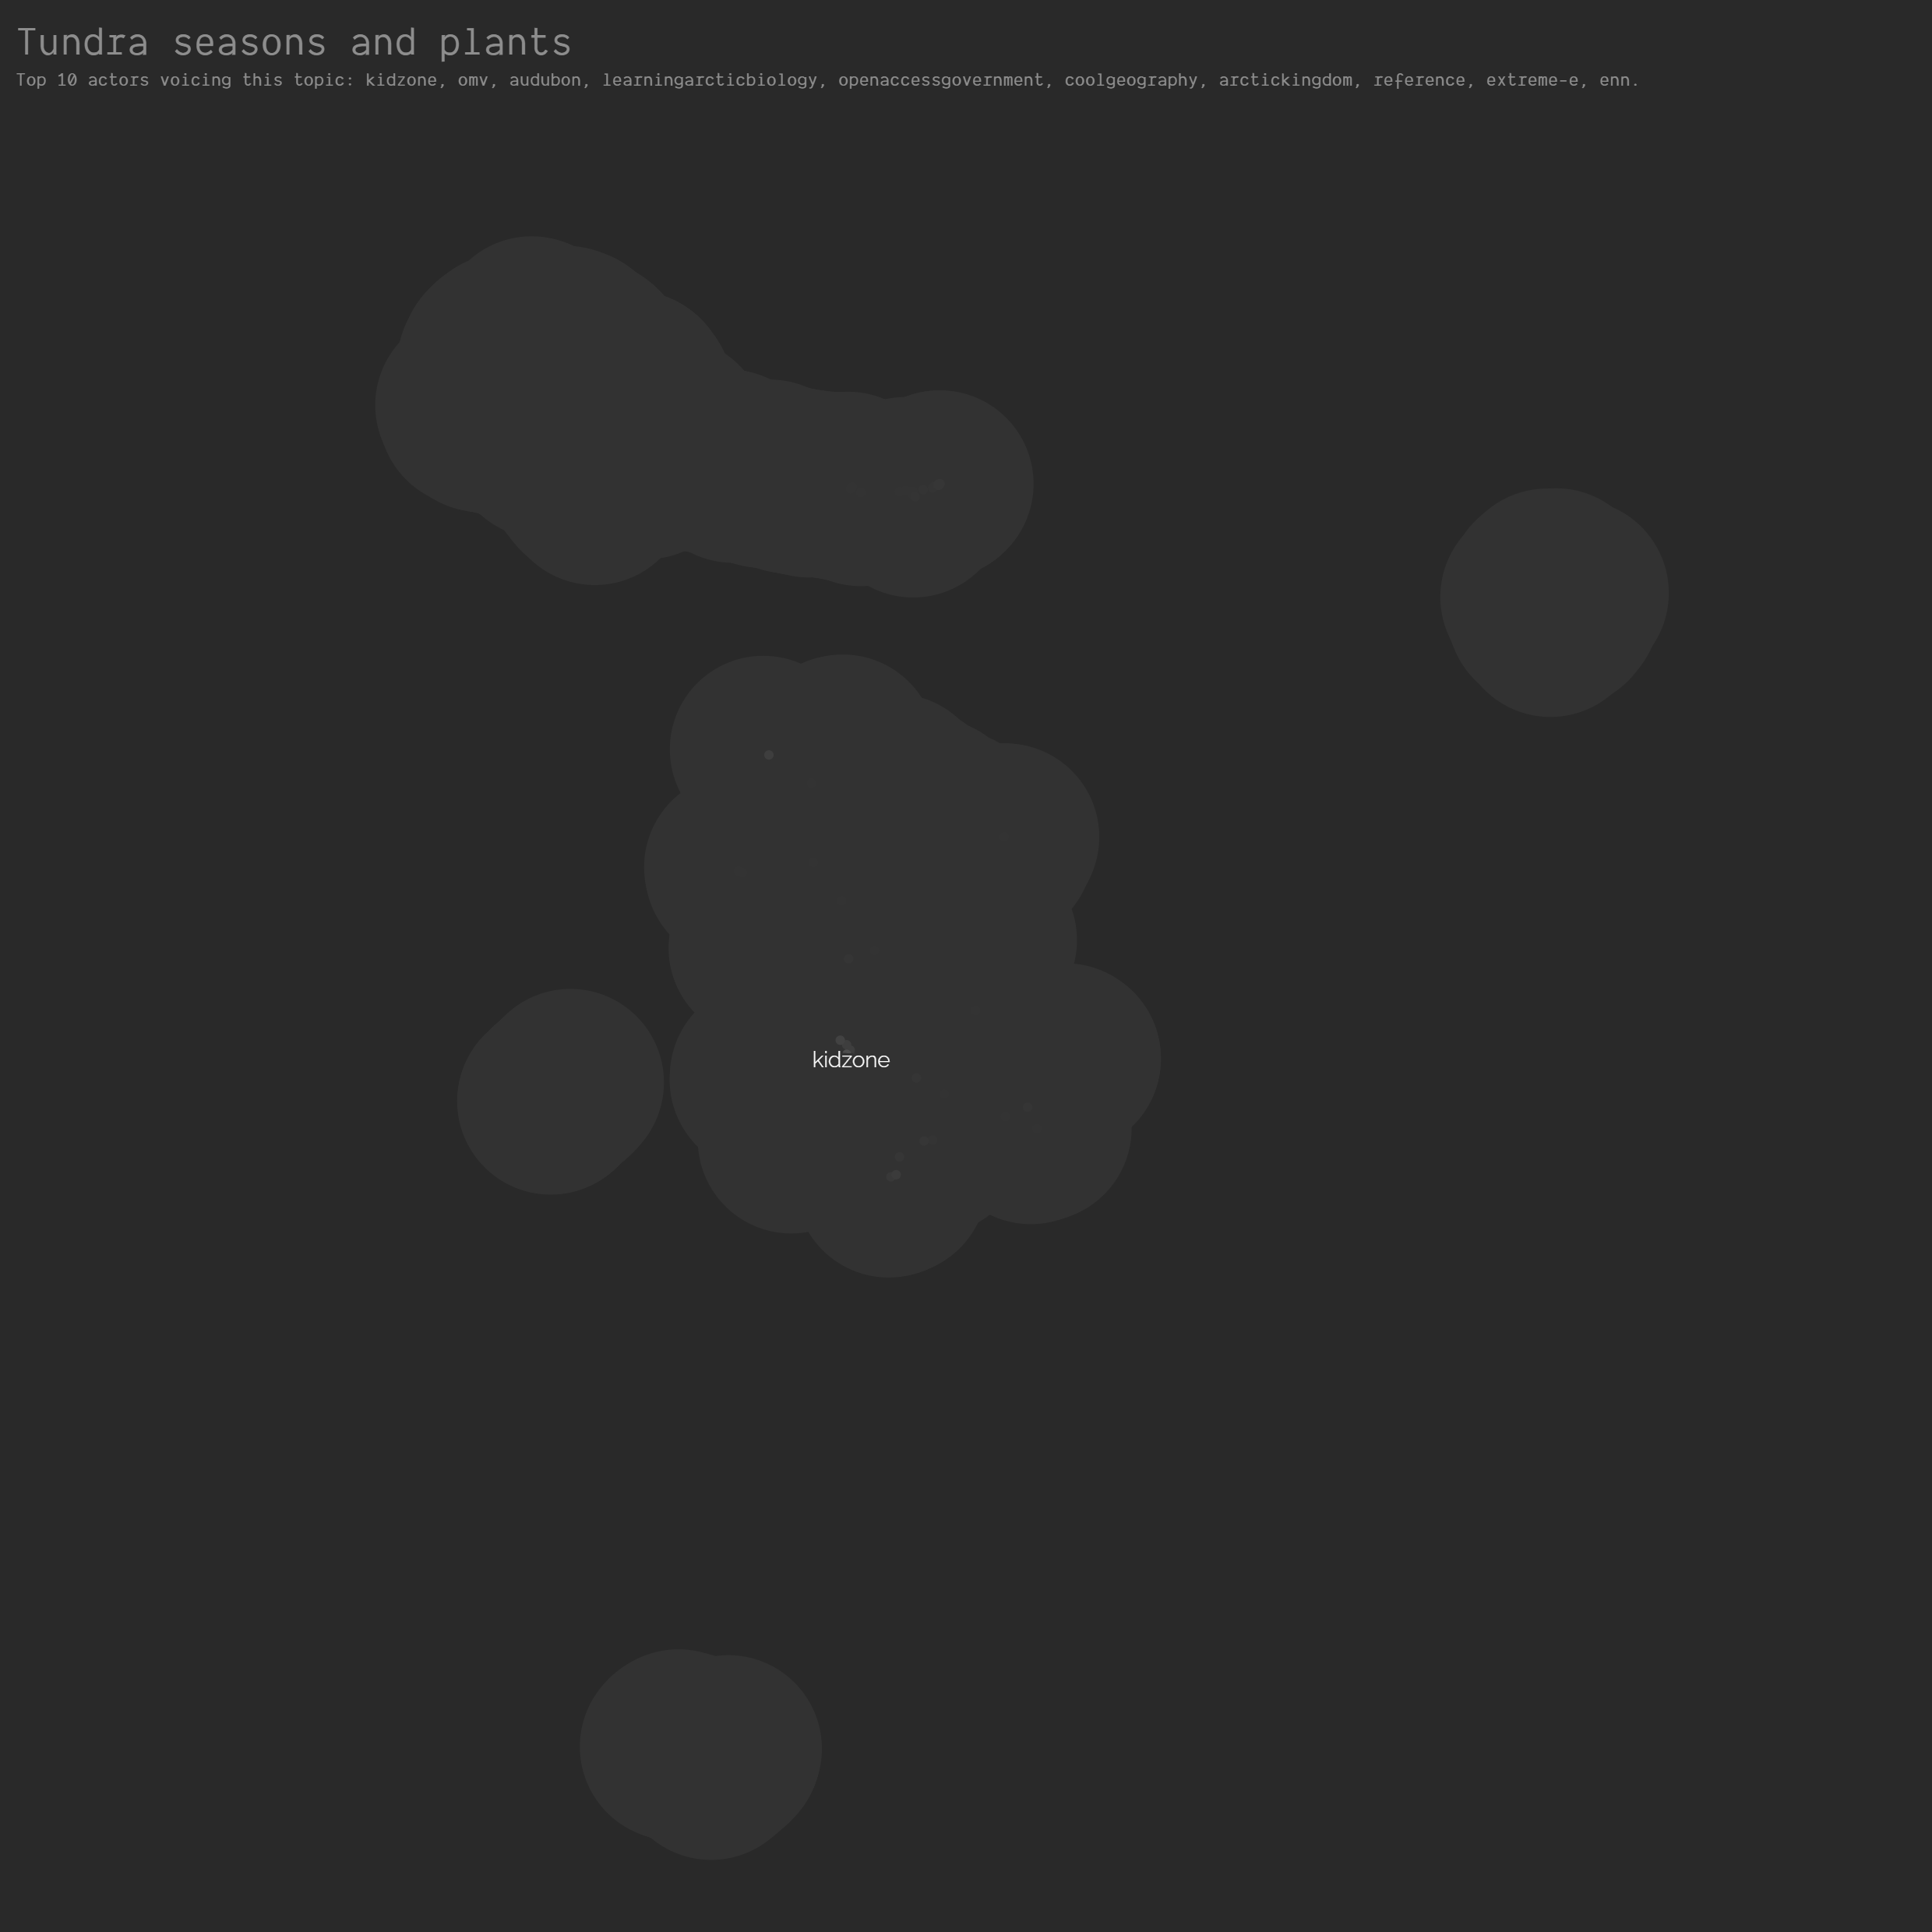 Tundra seasons and plants
Top 10 actors voicing this topic: kidzone, omv, audubon, learningarcticbiology, openaccessgovernment, coolgeography, arctickingdom, reference, extreme-e, enn.
kidzone